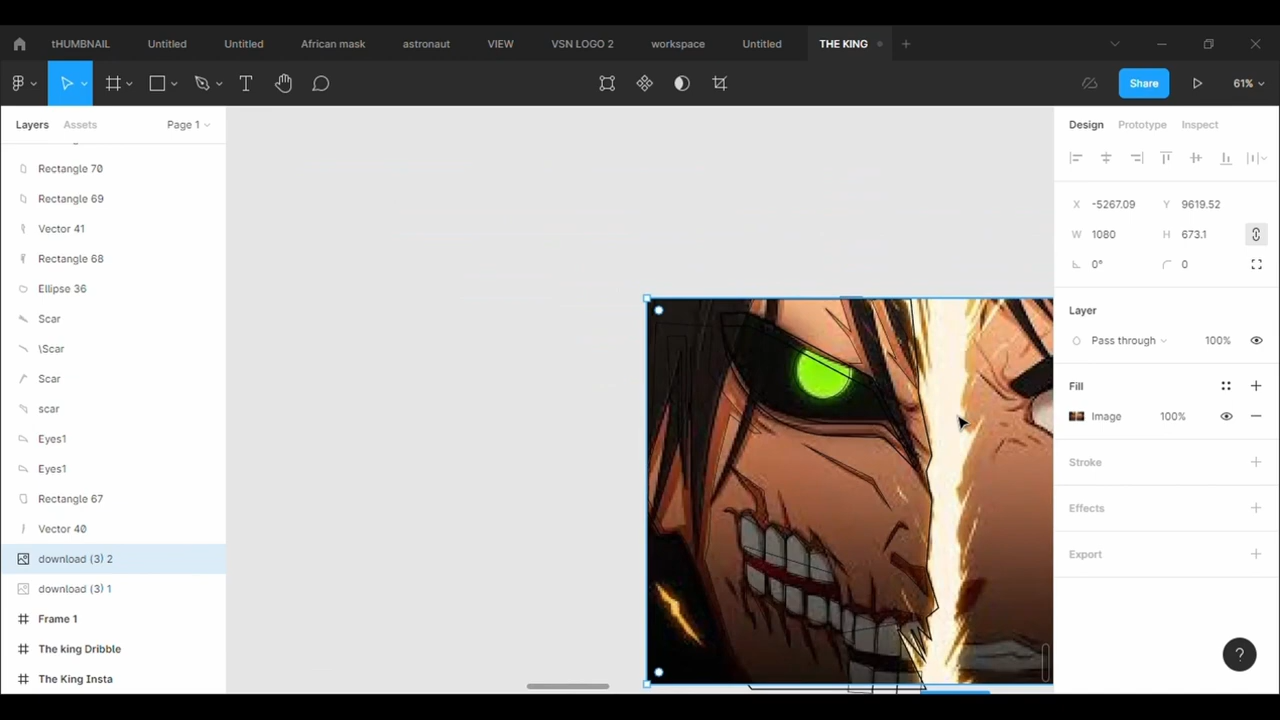 tHUMBNAIL Untitled Untitled African mask astronaut VIEW VSN LOGO 2 workspace Untitled THE KING
Share 61%
Layers Assets Page 1
Rectangle 70
Rectangle 69
Vector 41
Rectangle 68
Ellipse 36
Scar
\Scar
Scar
scar
Eyes1
Eyes1
Rectangle 67
Vector 40
download (3) 2
download (3) 1
Frame 1
The king Dribble
The King Insta
Design Prototype Inspect
X -5267.09 Y 9619.52
W 1080 H 673.1
0° 0
Layer
Pass through 100%
Fill
Image 100%
Stroke
Effects
Export
?